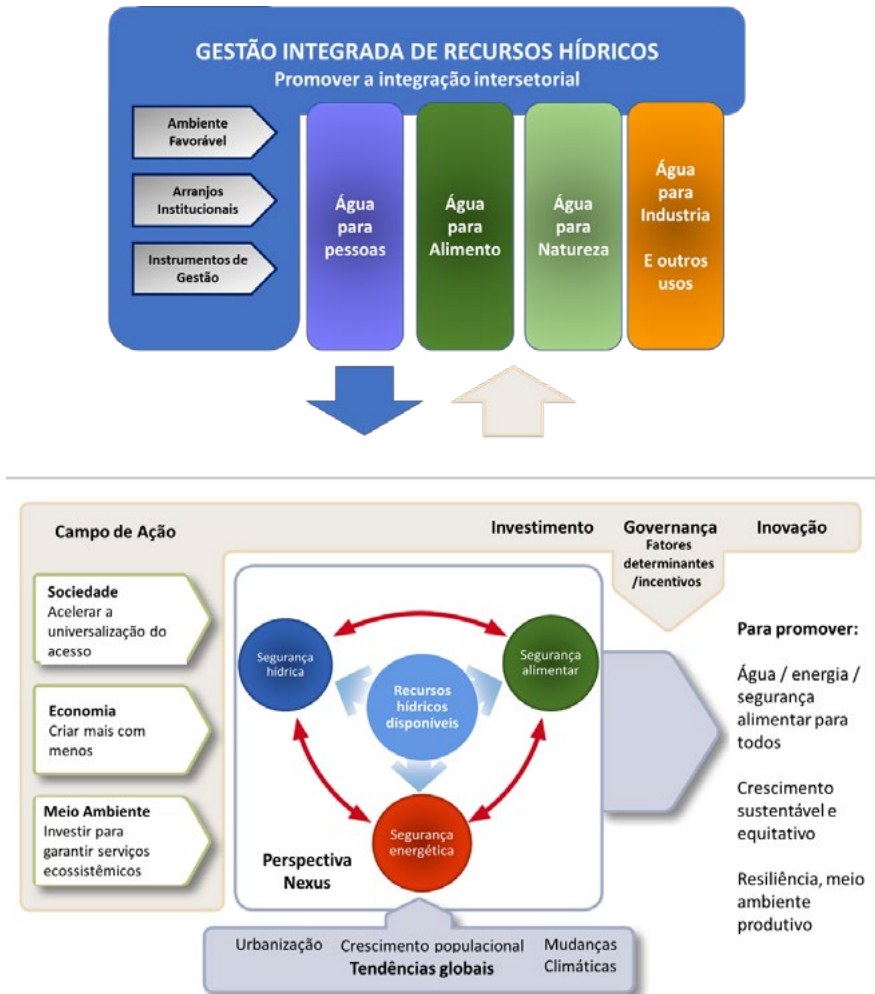 GESTÃO INTEGRADA DE RECURSOS HÍDRICOS
Promover a integração intersetorial
Ambiente
Favorável
Arranjos
Institucionais
Instrumentos de
Gestão
Água
para
pessoas
Água
para
Alimento
Água
para
Natureza
Água
para
Industria
E outros
usos
Campo de Ação
Investimento
Governança
Fatores
determinantes
/incentivos
Inovação
Sociedade
Acelerar a
universalização do
acesso
Economia
Criar mais com
menos
Meio Ambiente
Investir para
garantir serviços
ecossistêmicos
Segurança
hídrica
Segurança
alimentar
Recursos
hídricos
disponíveis
Segurança
energética
Perspectiva
Nexus
Urbanização
Crescimento populacional
Mudanças
Climáticas
Tendências globais
Para promover:
Água / energia /
segurança
alimentar para
todos
Crescimento
sustentável e
equitativo
Resiliência, meio
ambiente
produtivo